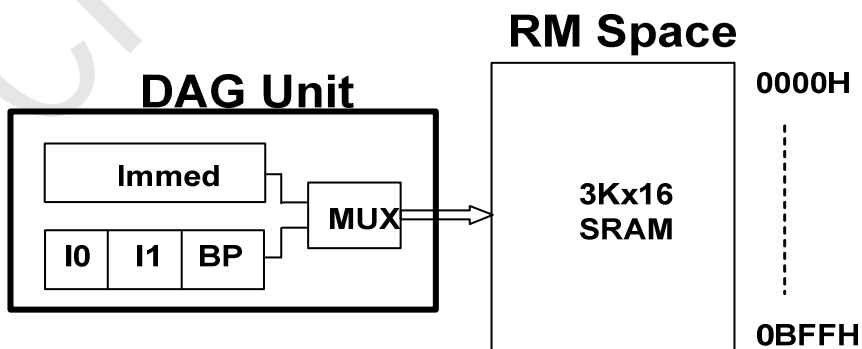 RM Space
DAG Unit
0000H
Immed
MUX
I0 I1 BP
3Kx16
SRAM
0BFFH